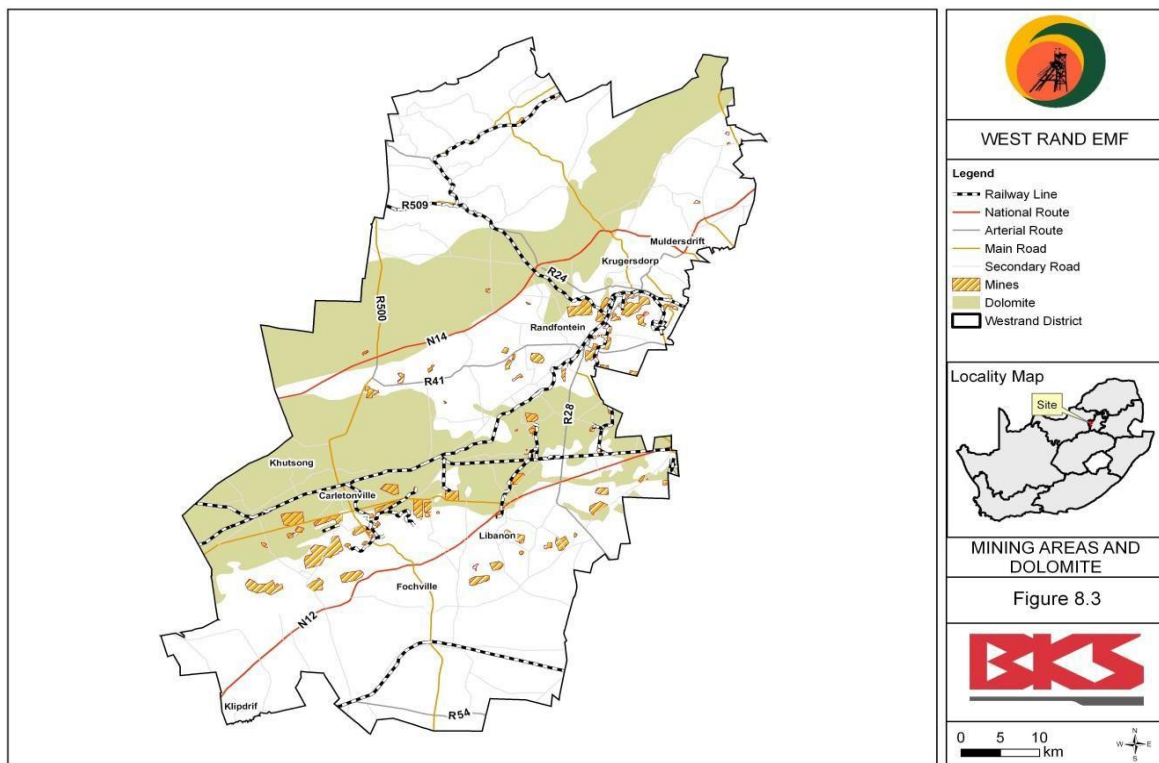 R509
Muldersdrift
Krugersdorp
R24
R500
Randfontein
N14
R41
R28
Khutsong
Carletonville
Libanon
Fochville
N12
Klipdrif
R54
WEST RAND EMF
Legend
Railway Line
National Route
Arterial Route
Main Road
Secondary Road
Mines
Dolomite
Westrand District
Locality Map
Site
MINING AREAS AND
DOLOMITE
Figure 8.3
BKS
0 5 10
km
N
W E
S